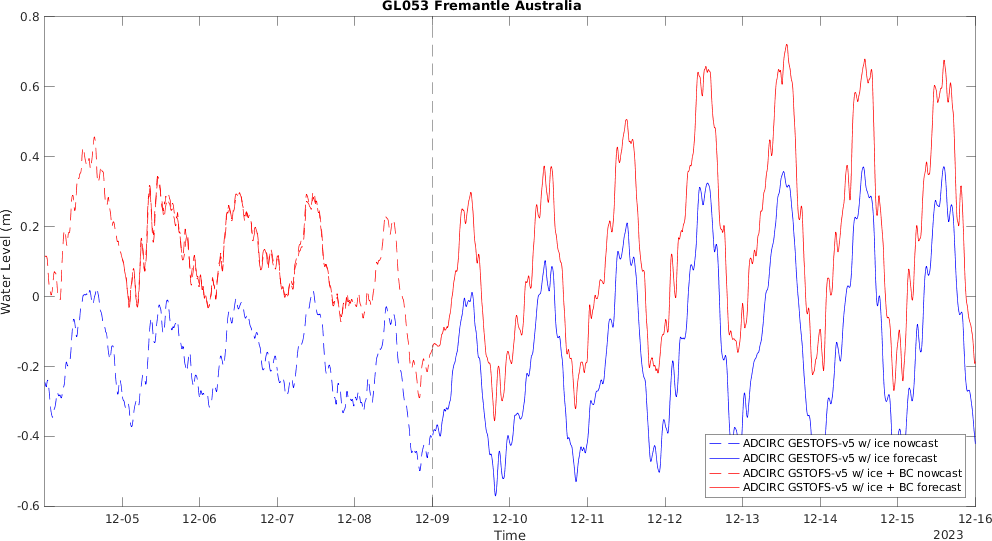 GL053 Fremantle Australia
0.8
0.6
0.4
0.2
0
-0.2
-0.4
-0.6
Water Level (m)
ADCIRC GESTOFS-v5 w/ ice nowcast
ADCIRC GESTOFS-v5 w/ ice forecast
ADCIRC GSTOFS-v5 w/ ice + BC nowcast
ADCIRC GSTOFS-v5 w/ ice + BC forecast
12-05 12-06 12-07 12-08 12-09 12-10 12-11 12-12 12-13 12-14 12-15 12-16
Time
2023